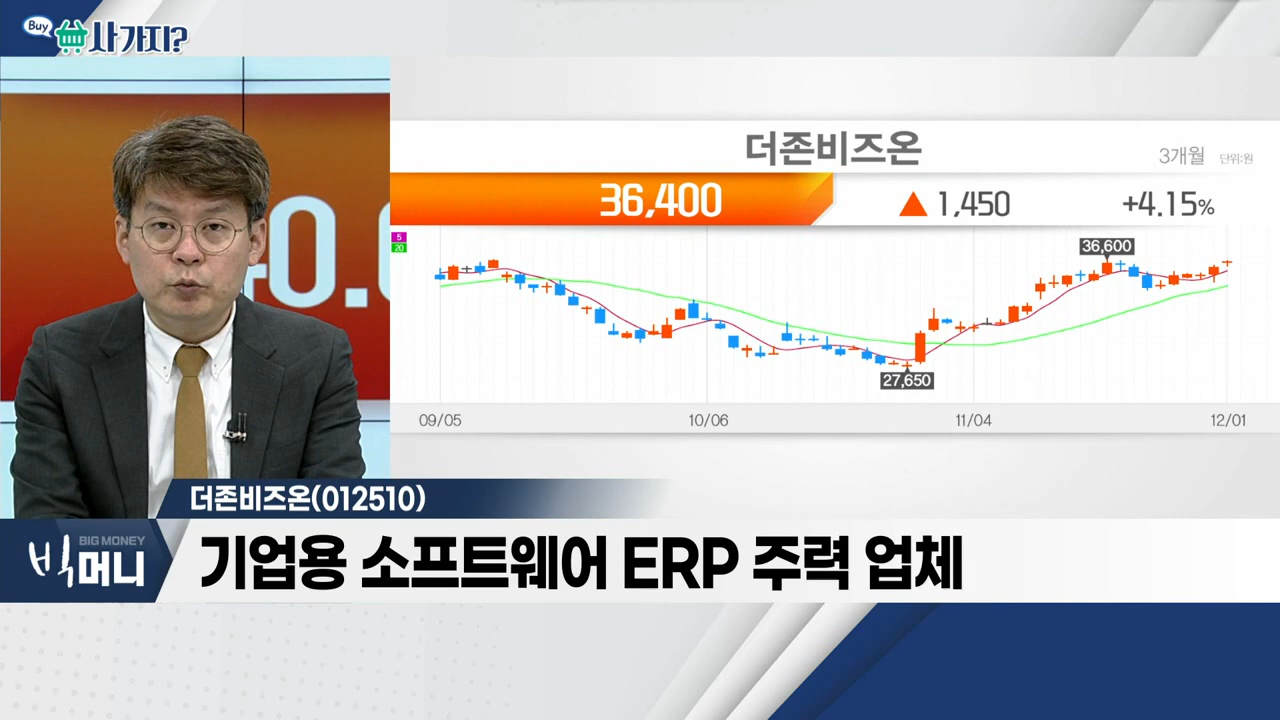 Buy
사가지?
더존비즈온
3개월 단위:원
36,400 ▲ 1,450 +4.15%
5
20
36,600
27,650
09/05 10/06 11/04 12/01
더존비즈온(012510)
BIG MONEY
빅머니
기업용 소프트웨어 ERP 주력 업체